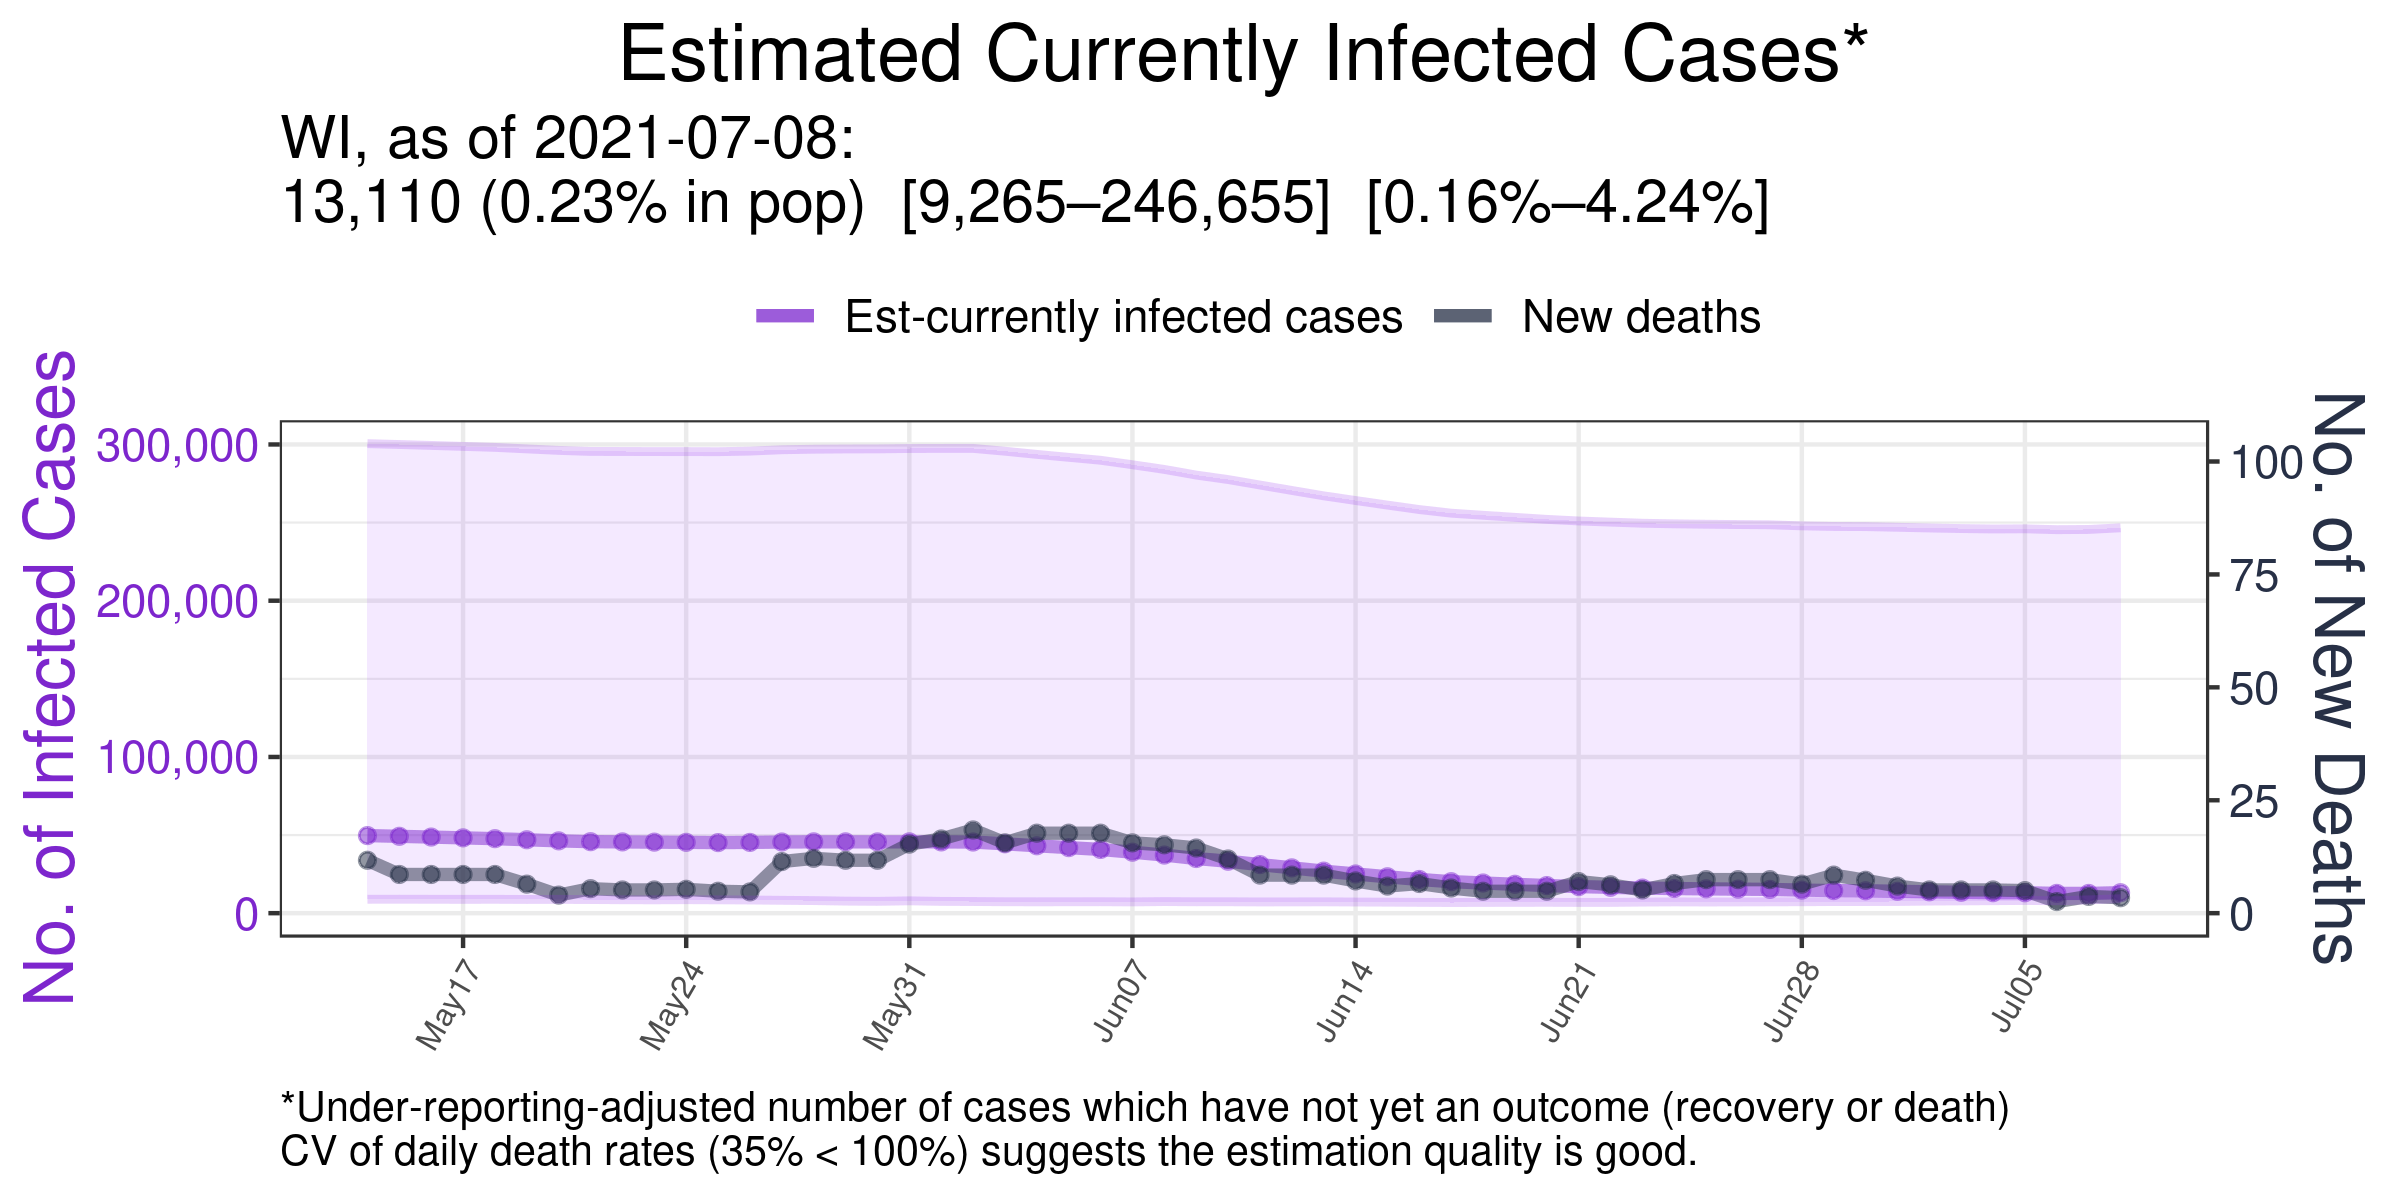 Estimated Currently Infected Cases*
WI, as of 2021-07-08:
13,110 (0.23% in pop)  [9,265–246,655]  [0.16%–4.24%]
Est-currently infected cases
New deaths
No. of Infected Cases
300,000
200,000
100,000
0
100
75
50
25
0
No. of New Deaths
May17
May24
May31
Jun07
Jun14
Jun21
Jun28
Jul05
*Under-reporting-adjusted number of cases which have not yet an outcome (recovery or death)
CV of daily death rates (35% < 100%) suggests the estimation quality is good.